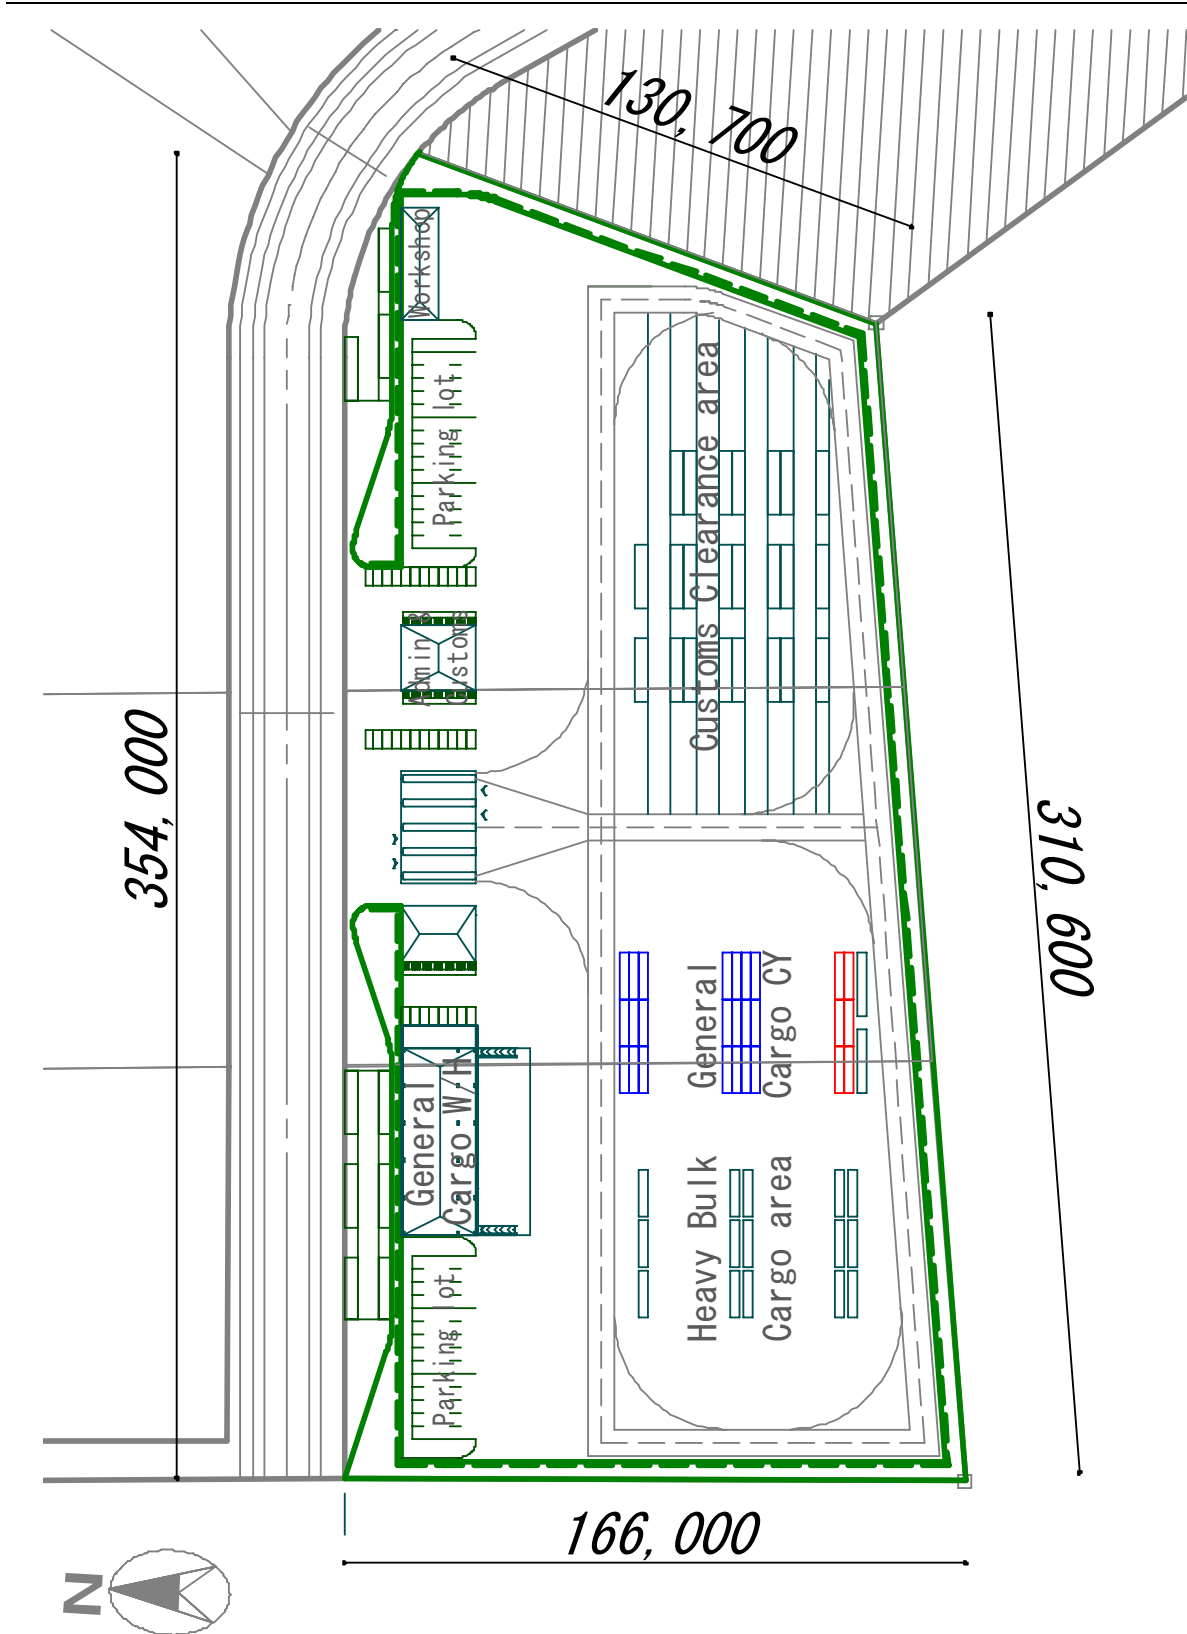 130, 700
Workshop
Parking lot
Customs Clearance area
Admin &
Customs
354, 000
310, 600
General
Cargo CY
General
Cargo W/H
Heavy Bulk
Cargo area
Parking lot
166, 000
N